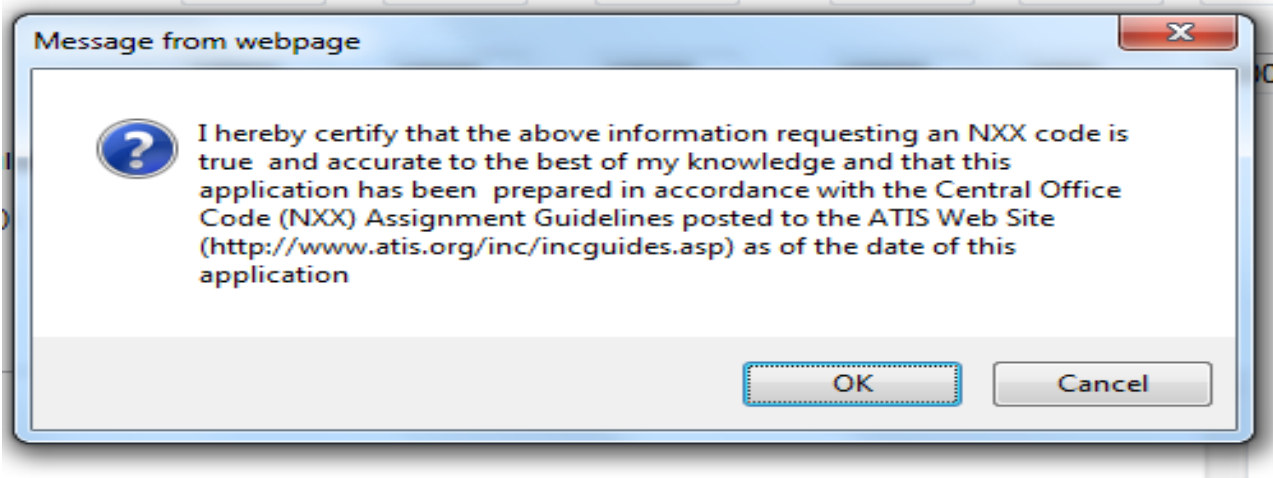 Message from webpage
I hereby certify that the above information requesting an NXX code is
true  and accurate to the best of my knowledge and that this
application has been  prepared in accordance with the Central Office
Code (NXX) Assignment Guidelines posted to the ATIS Web Site
(http://www.atis.org/inc/incguides.asp) as of the date of this
application
OK
Cancel